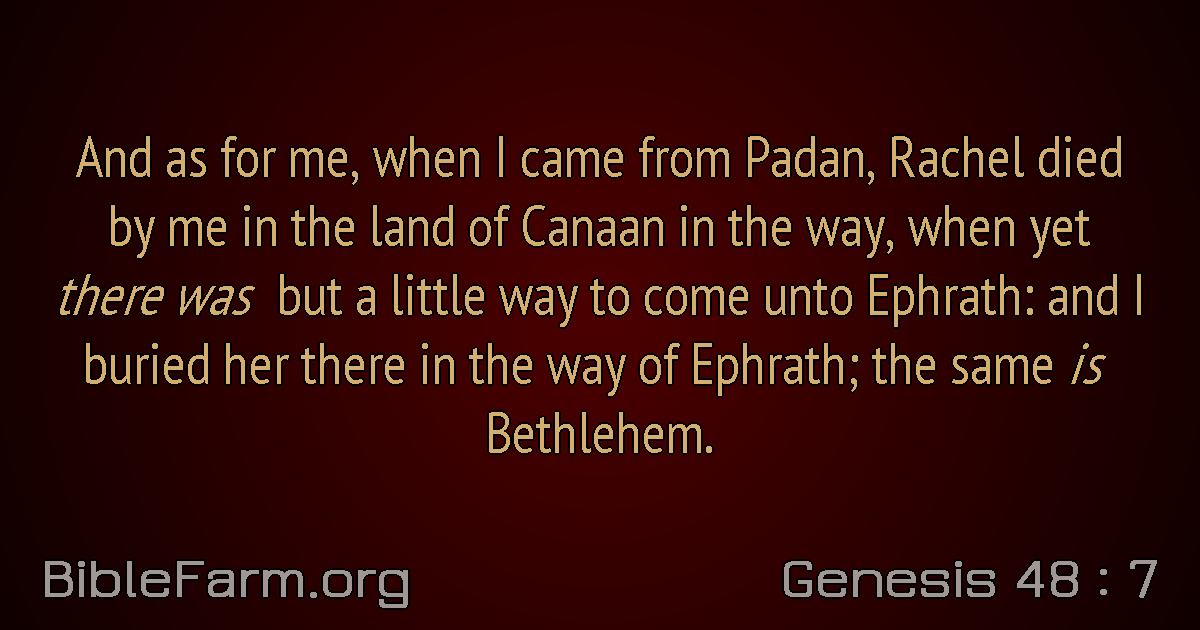 And as for me, when I came from Padan, Rachel died
by me in the land of Canaan in the way, when yet
there was but a little way to come unto Ephrath: and I
buried her there in the way of Ephrath; the same is
Bethlehem.
BibleFarm.org
Genesis 48 : 7